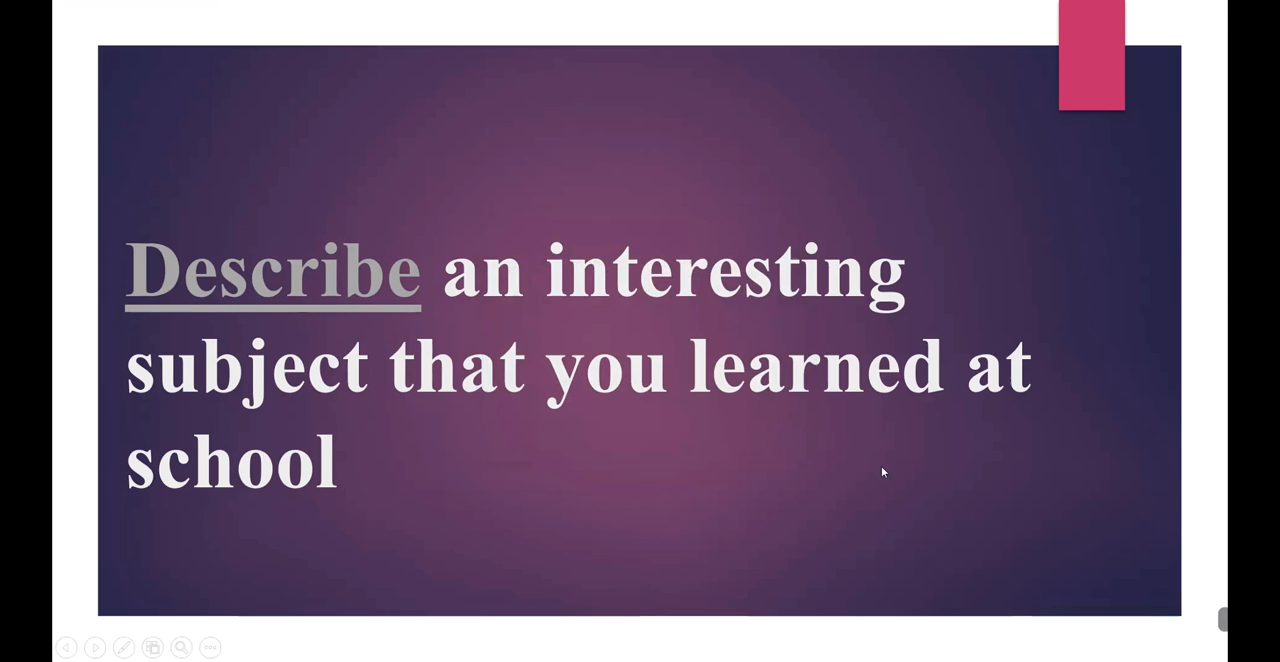 Describe an interesting
subject that you learned at
school